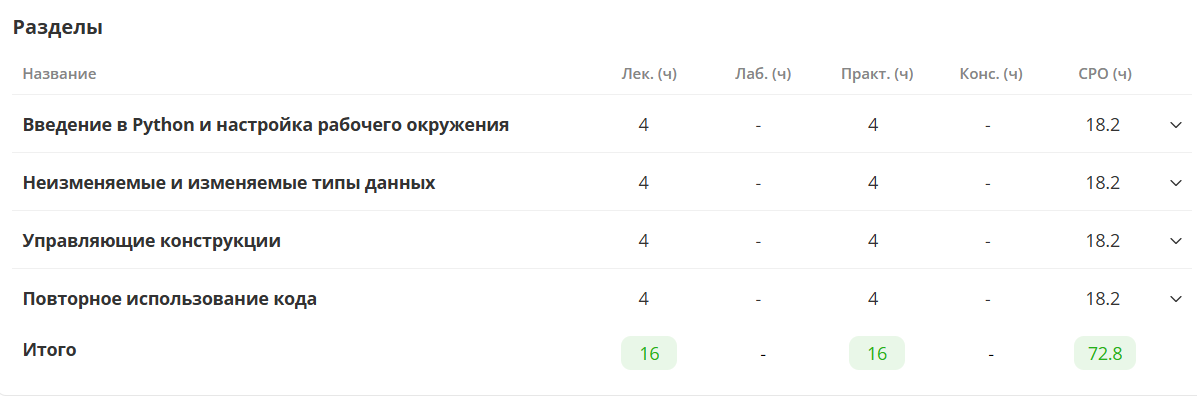 Разделы
Название Лек. (ч) Лаб. (ч) Практ. (ч) Конс. (ч) СРО (ч)
Введение в Python и настройка рабочего окружения 4 - 4 - 18.2
Неизменяемые и изменяемые типы данных 4 - 4 - 18.2
Управляющие конструкции 4 - 4 - 18.2
Повторное использование кода 4 - 4 - 18.2
Итого 16 - 16 - 72.8